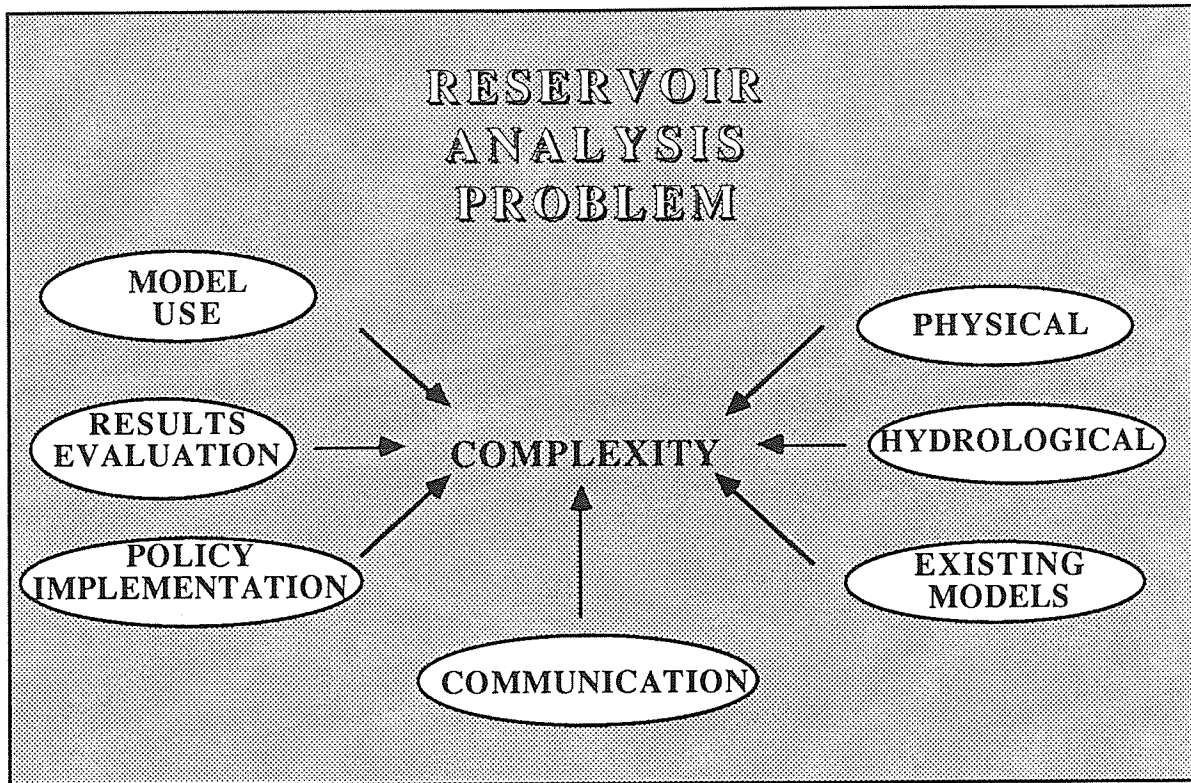 RESERVOIR
ANALYSIS
PROBLEM
MODEL
USE
RESULTS
EVALUATION
POLICY
IMPLEMENTATION
COMPLEXITY
COMMUNICATION
PHYSICAL
HYDROLOGICAL
EXISTING
MODELS